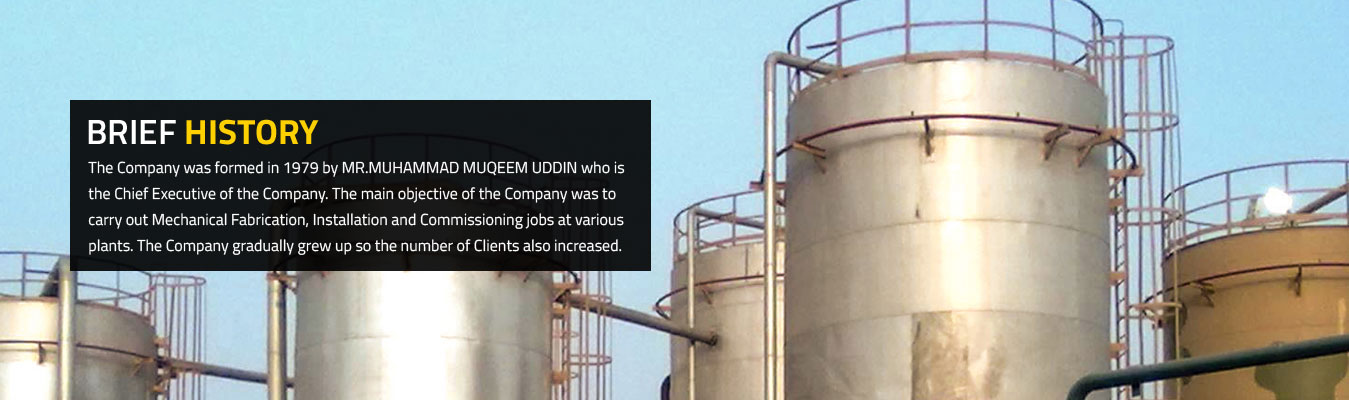 BRIEF HISTORY
The Company was formed in 1979 by MR.MUHAMMAD MUQEEM UDDIN who is
the Chief Executive of the Company. The main objective of the Company was to
carry out Mechanical Fabrication, Installation and Commissioning jobs at various
plants. The Company gradually grew up so the number of Clients also increased.